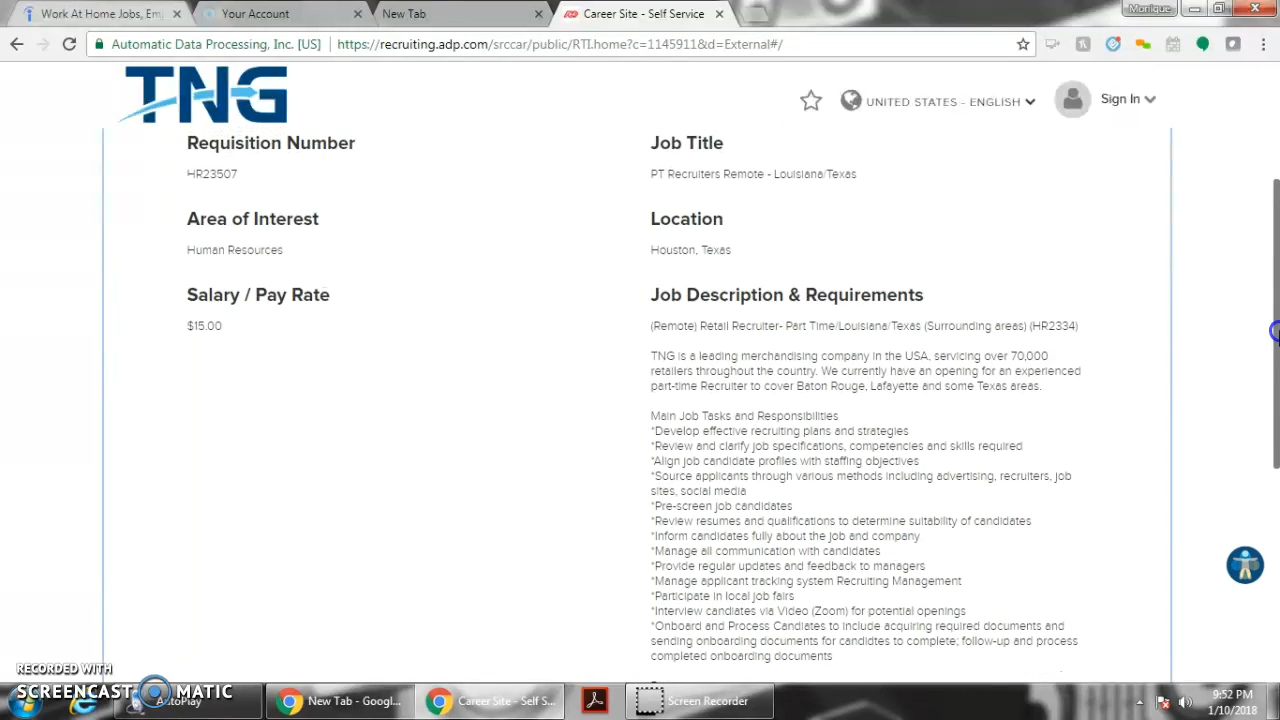 Work At Home Jobs, Em
Your Account
New Tab
Career Site - Self Service
Monique
Automatic Data Processing, Inc. [US]
https://recruiting.adp.com/srccar/public/RTI.home?c=1145911&d=External#/
TNG
UNITED STATES - ENGLISH
Sign In
Requisition Number
Job Title
HR23507
PT Recruiters Remote - Louisiana/Texas
Area of Interest
Location
Human Resources
Houston, Texas
Salary / Pay Rate
Job Description & Requirements
$15.00
(Remote) Retail Recruiter- Part Time/Louisiana/Texas (Surrounding areas) (HR2334)
TNG is a leading merchandising company in the USA, servicing over 70,000
retailers throughout the country. We currently have an opening for an experienced
part-time Recruiter to cover Baton Rouge, Lafayette and some Texas areas.
Main Job Tasks and Responsibilities
*Develop effective recruiting plans and strategies
*Review and clarify job specifications, competencies and skills required
*Align job candidate profiles with staffing objectives
*Source applicants through various methods including advertising, recruiters, job
sites, social media
*Pre-screen job candidates
*Review resumes and qualifications to determine suitability of candidates
*Inform candidates fully about the job and company
*Manage all communication with candidates
*Provide regular updates and feedback to managers
*Manage applicant tracking system Recruiting Management
*Participate in local job fairs
*Interview candiates via Video (Zoom) for potential openings
*Onboard and Process Candiates to include acquiring required documents and
sending onboarding documents for candidtes to complete; follow-up and process
completed onboarding documents
RECORDED WITH
SCREENCAST MATIC
AutoPlay
New Tab - Googl...
Career Site - Self S...
Screen Recorder
9:52 PM
1/10/2018